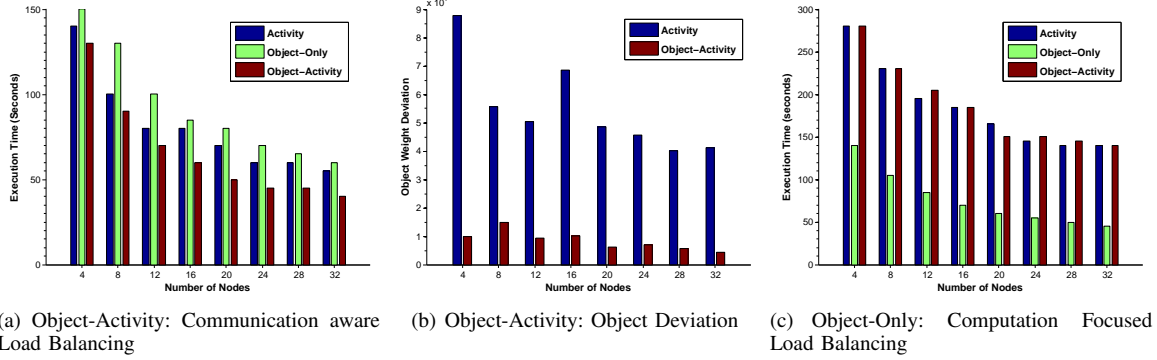 150
100
50
0
Execution Time (Seconds)
Activity
Object-Only
Object-Activity
4 8 12 16 20 24 28 32
Number of Nodes
9 x 10
8
7
6
5
4
3
2
1
0
Object Weight Deviation
Activity
Object-Activity
4 8 12 16 20 24 28 32
Number of Nodes
300
250
200
150
100
50
0
Execution Time (seconds)
Activity
Object-Only
Object-Activity
4 8 12 16 20 24 28 32
Number of Nodes
(a) Object-Activity: Communication aware
Load Balancing
(b) Object-Activity: Object Deviation
(c) Object-Only: Computation Focused
Load Balancing